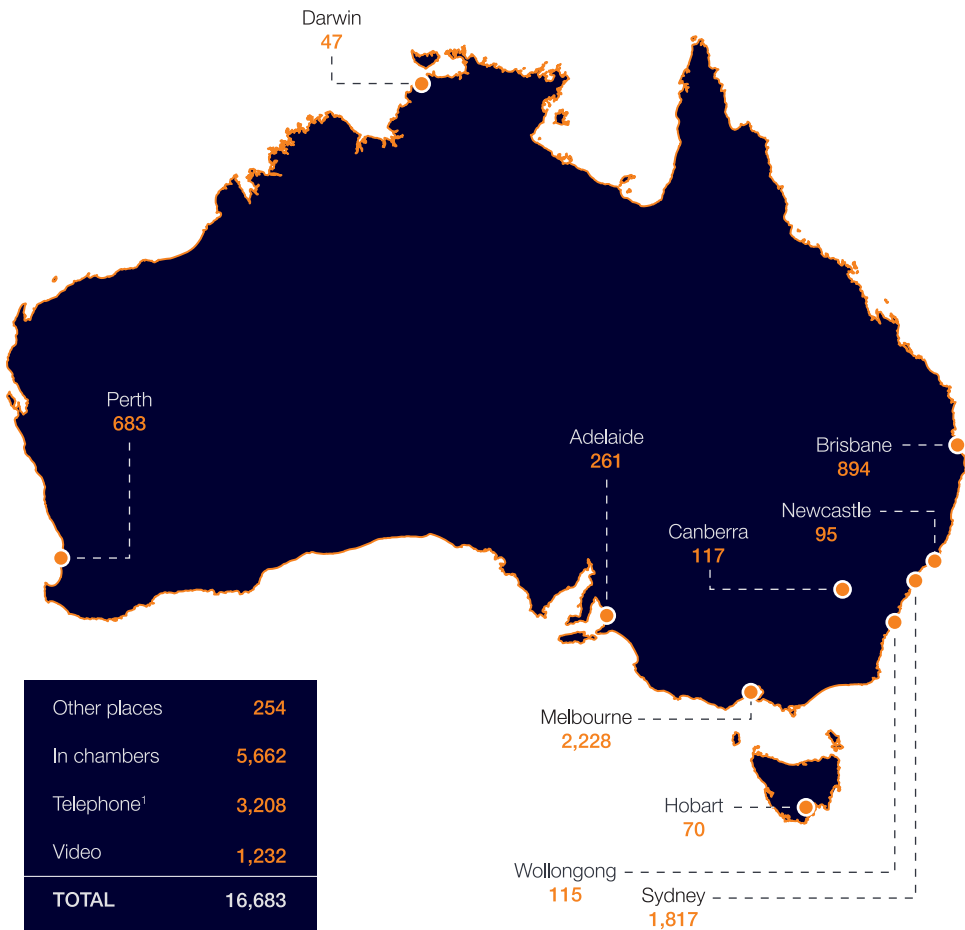 Darwin
47
Perth
683
Adelaide
261
Brisbane
894
Newcastle
95
Canberra
117
Melbourne
2,228
Hobart
70
Wollongong
115
Sydney
1,817
Other places 254
In chambers 5,662
Telephone¹ 3,208
Video 1,232
TOTAL 16,683